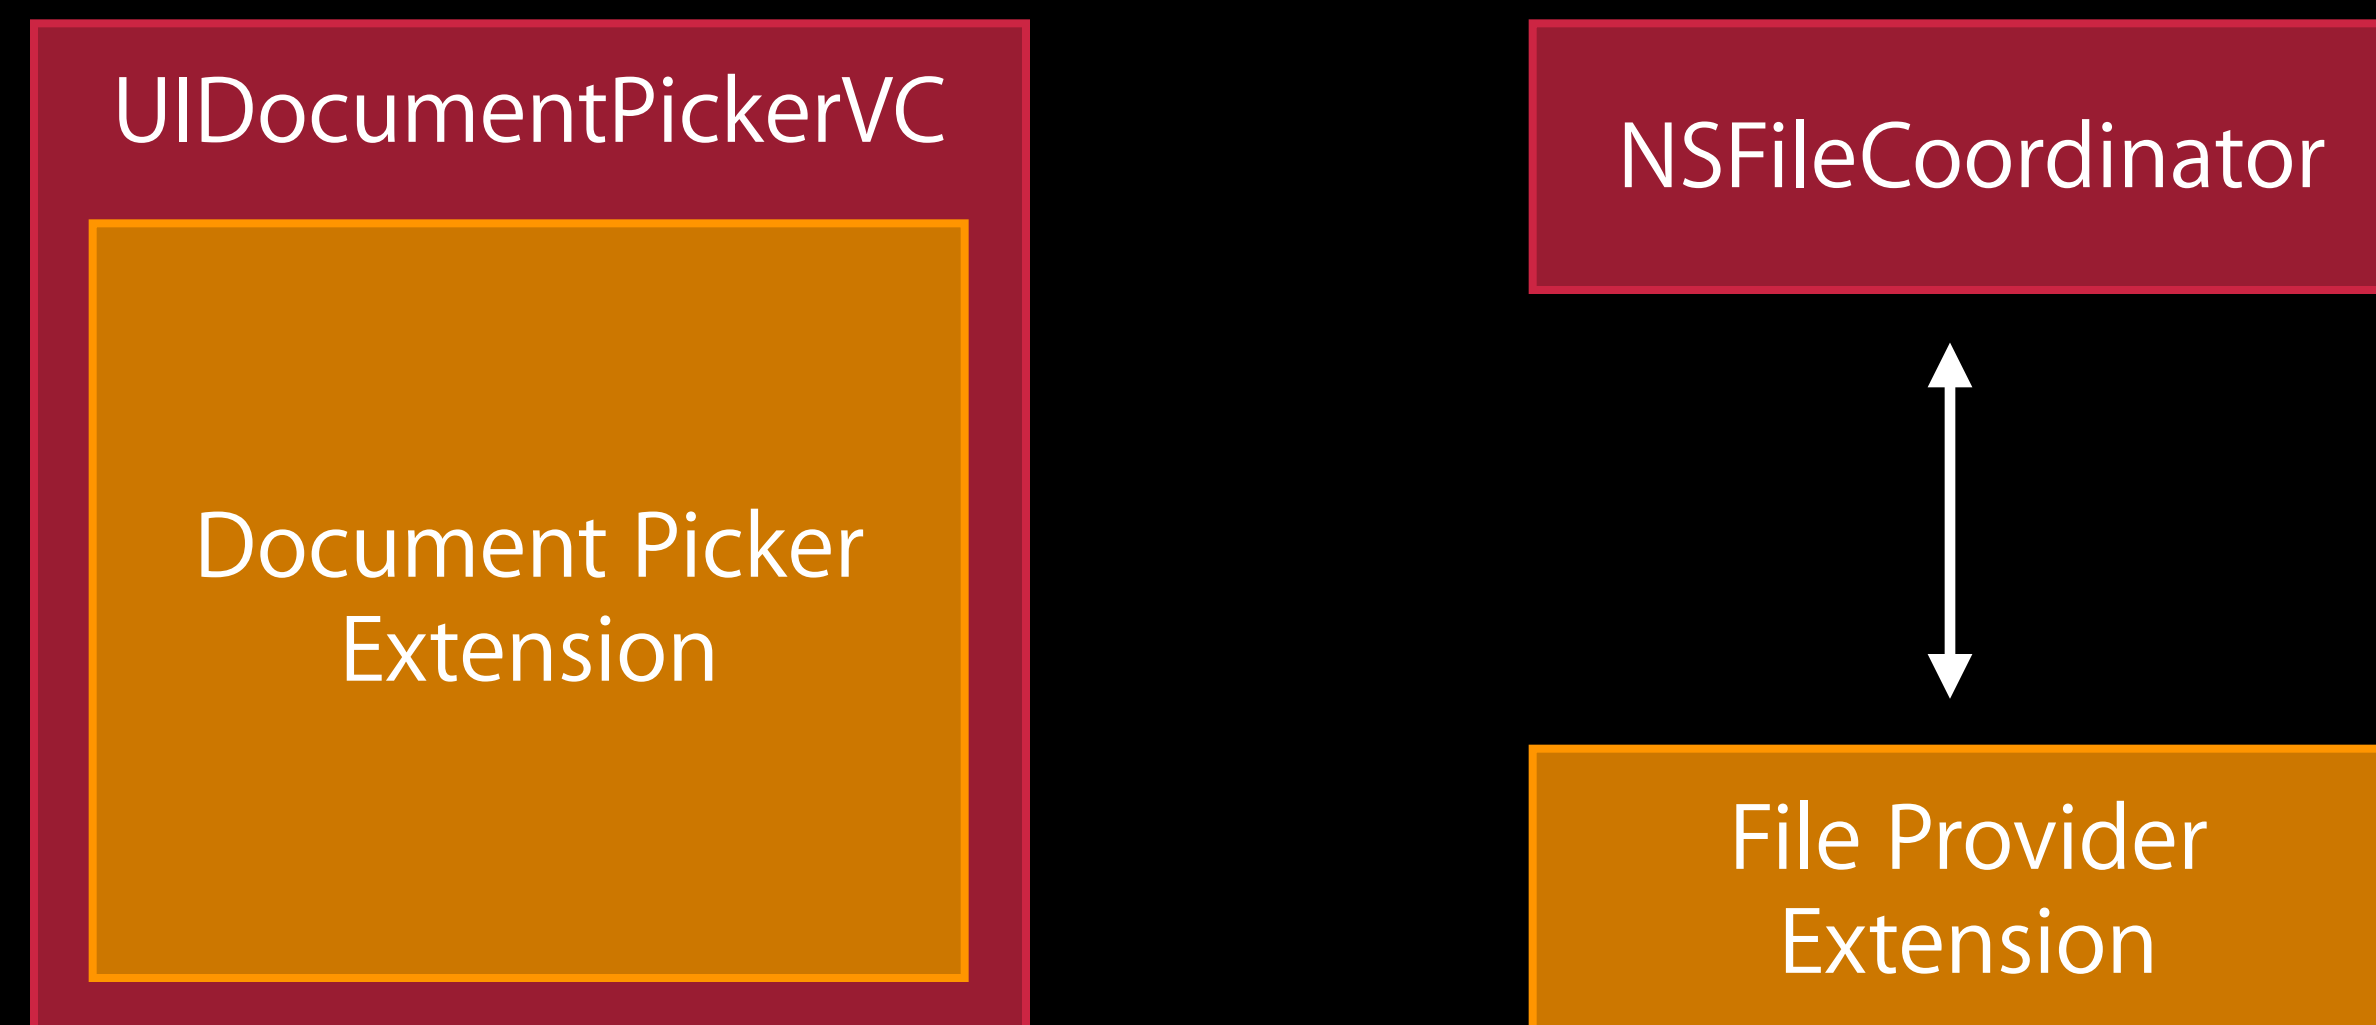 UIDocumentPickerVC
Document Picker
Extension
NSFileCoordinator
File Provider
Extension